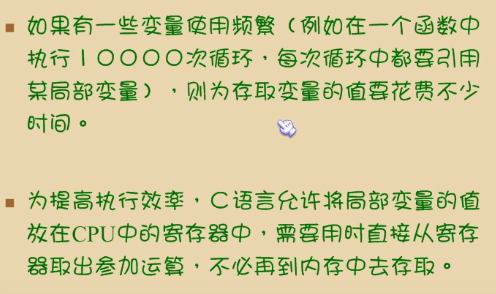 ▪ 如果有一些变量使用频繁(例如在一个函数中
执行10000次循环,每次循环中都要引用
某局部变量),则为存取变量的值要花费不少
时间。
▪ 为提高执行效率,C语言允许将局部变量的值
放在CPU中的寄存器中,需要用时直接从寄存
器取出参加运算,不必再到内存中去存取。